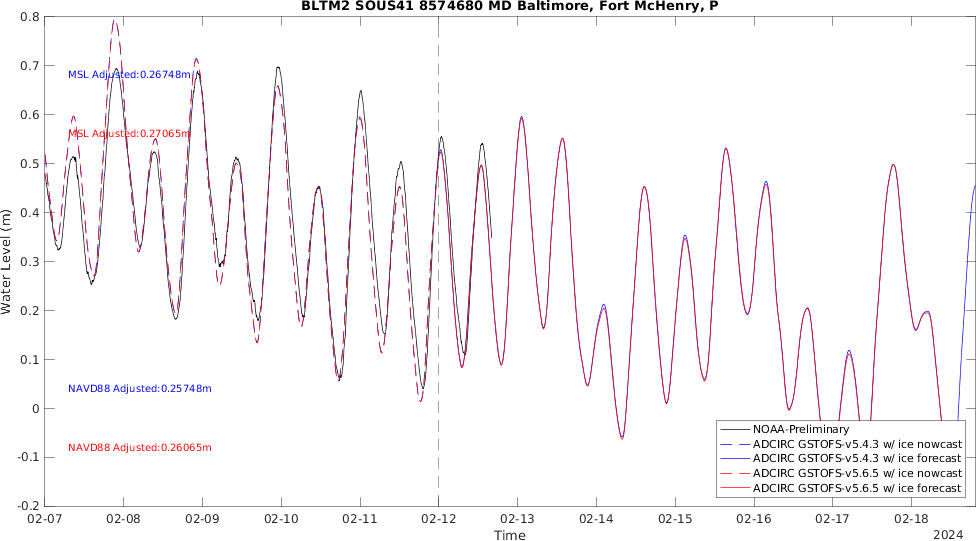 BLTM2 SOUS41 8574680 MD Baltimore, Fort McHenry, P
0.8
0.7
0.6
0.5
0.4
0.3
0.2
0.1
0
-0.1
-0.2
Water Level (m)
MSL Adjusted:0.26748m
MSL Adjusted:0.27065m
NAVD88 Adjusted:0.25748m
NAVD88 Adjusted:0.26065m
NOAA-Preliminary
ADCIRC GSTOFS-v5.4.3 w/ ice nowcast
ADCIRC GSTOFS-v5.4.3 w/ ice forecast
ADCIRC GSTOFS-v5.6.5 w/ ice nowcast
ADCIRC GSTOFS-v5.6.5 w/ ice forecast
02-07 02-08 02-09 02-10 02-11 02-12 02-13 02-14 02-15 02-16 02-17 02-18
Time
2024